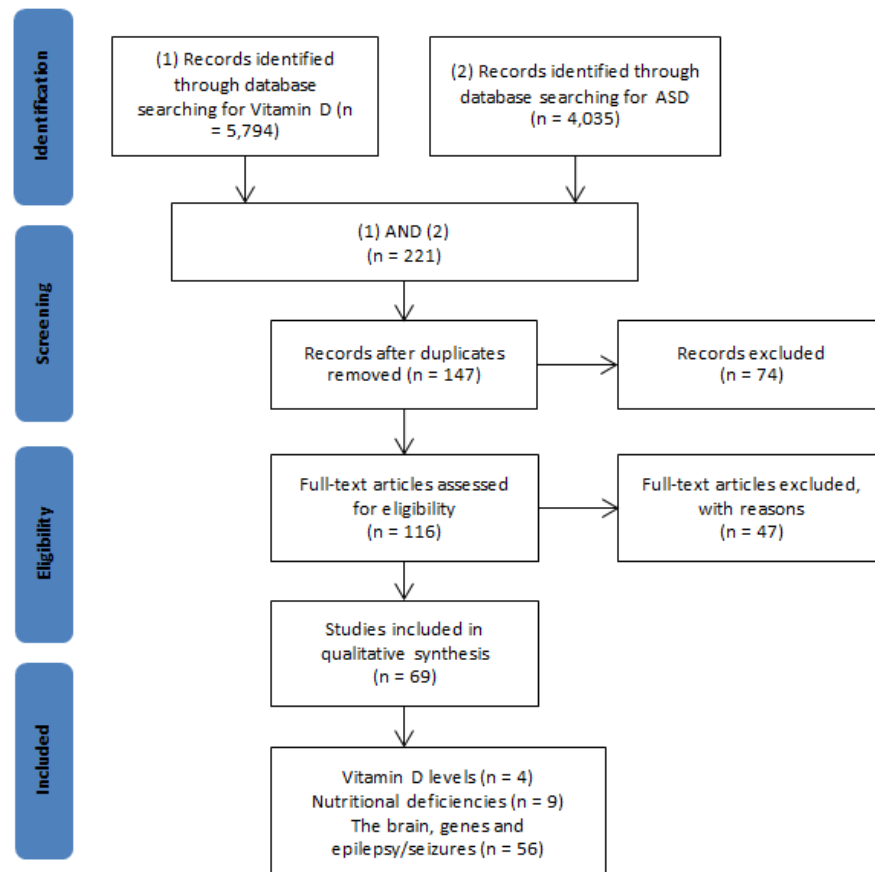 Identification
(1) Records identified
through database
searching for Vitamin D (n
= 5,794)
(2) Records identified through
database searching for ASD
(n = 4,035)
Screening
(1) AND (2)
(n = 221)
Records after duplicates
removed (n = 147)
Records excluded
(n = 74)
Eligibility
Full-text articles assessed
for eligibility
(n = 116)
Full-text articles excluded,
with reasons
(n = 47)
Studies included in
qualitative synthesis
(n = 69)
Included
Vitamin D levels (n = 4)
Nutritional deficiencies (n = 9)
The brain, genes and
epilepsy/seizures (n = 56)